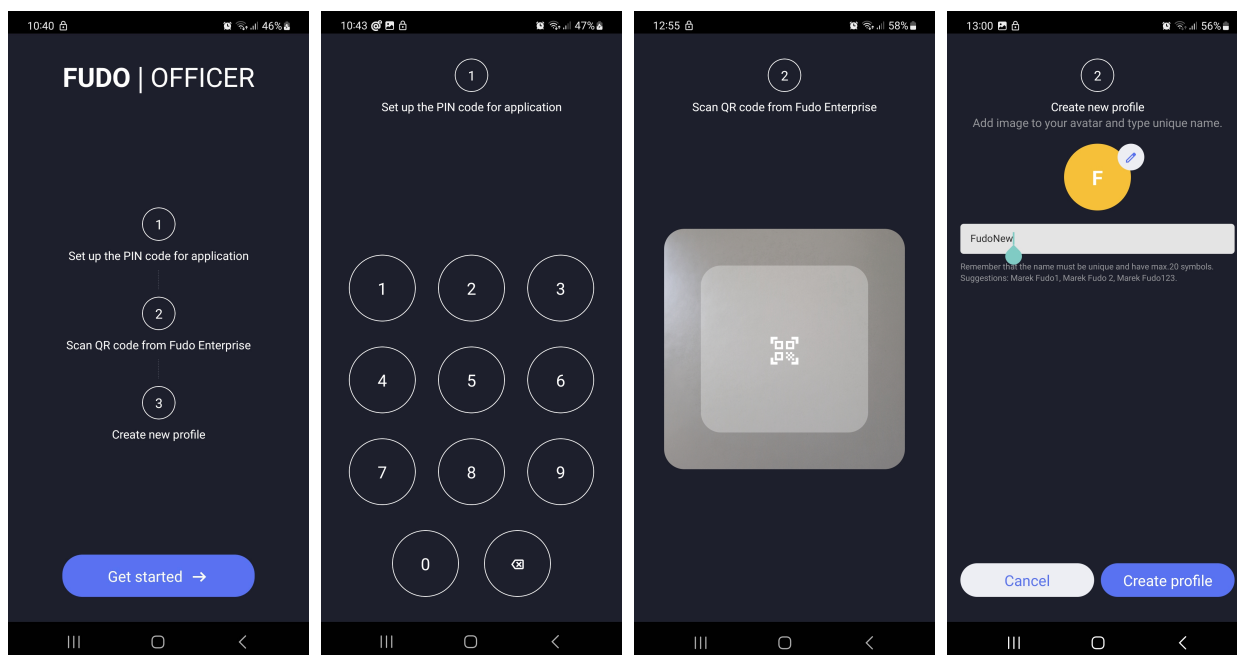 10:40
46%
FUDO | OFFICER
1
Set up the PIN code for application
2
Scan QR code from Fudo Enterprise
3
Create new profile
Get started →
10:43
47%
1
Set up the PIN code for application
1 2 3
4 5 6
7 8 9
0
12:55
58%
2
Scan QR code from Fudo Enterprise
13:00
56%
2
Create new profile
Add image to your avatar and type unique name.
F
FudoNew
Remember that the name must be unique and have max.20 symbols.
Suggestions: Marek Fudo1, Marek Fudo 2, Marek Fudo123.
Cancel
Create profile